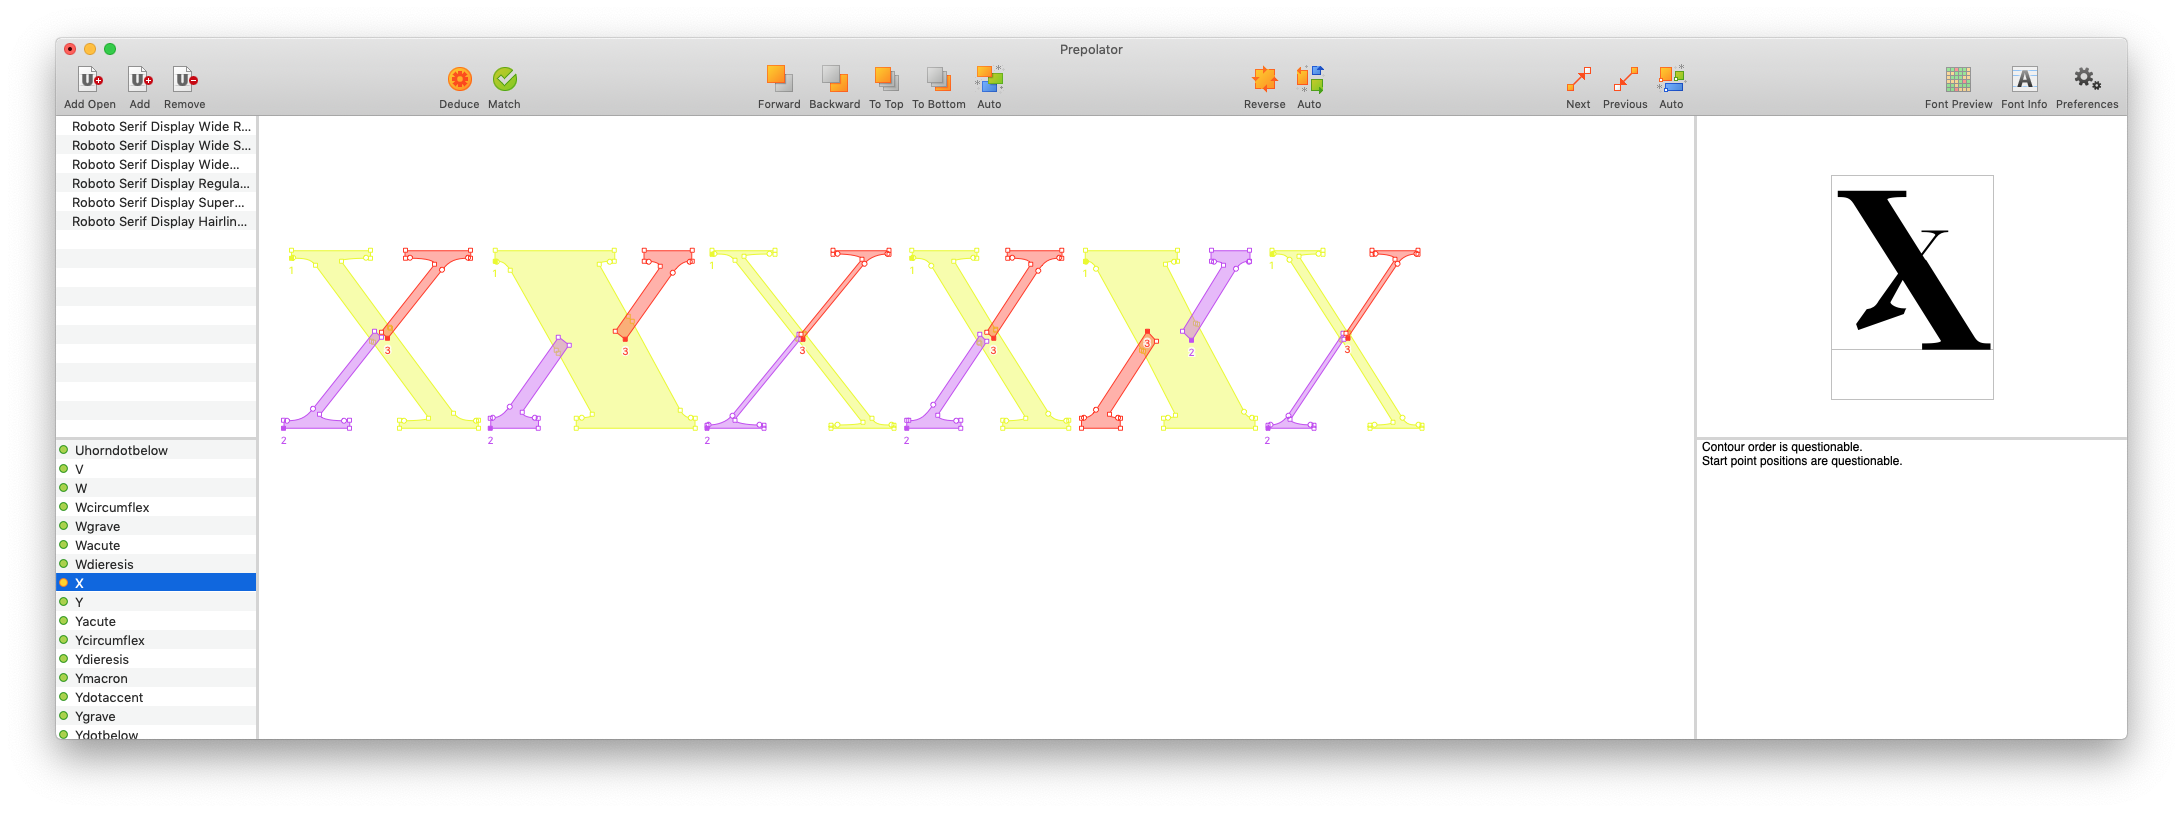 Prepolator
Add Open Add Remove Deduce Match Forward Backward To Top To Bottom Auto Reverse Auto Next Previous Auto Font Preview Font Info Preferences
Roboto Serif Display Wide R...
Roboto Serif Display Wide S...
Roboto Serif Display Wide...
Roboto Serif Display Regula...
Roboto Serif Display Super...
Roboto Serif Display Hairlin...
Uhorndotbelow
V
W
Wcircumflex
Wgrave
Wacute
Wdieresis
X
Y
Yacute
Ycircumflex
Ydieresis
Ymacron
Ydotaccent
Ygrave
Ydotbelow
1 1 1 1 1 1
3 3 3 3 3 2 3
2 2 2 2 2
X
Contour order is questionable.
Start point positions are questionable.